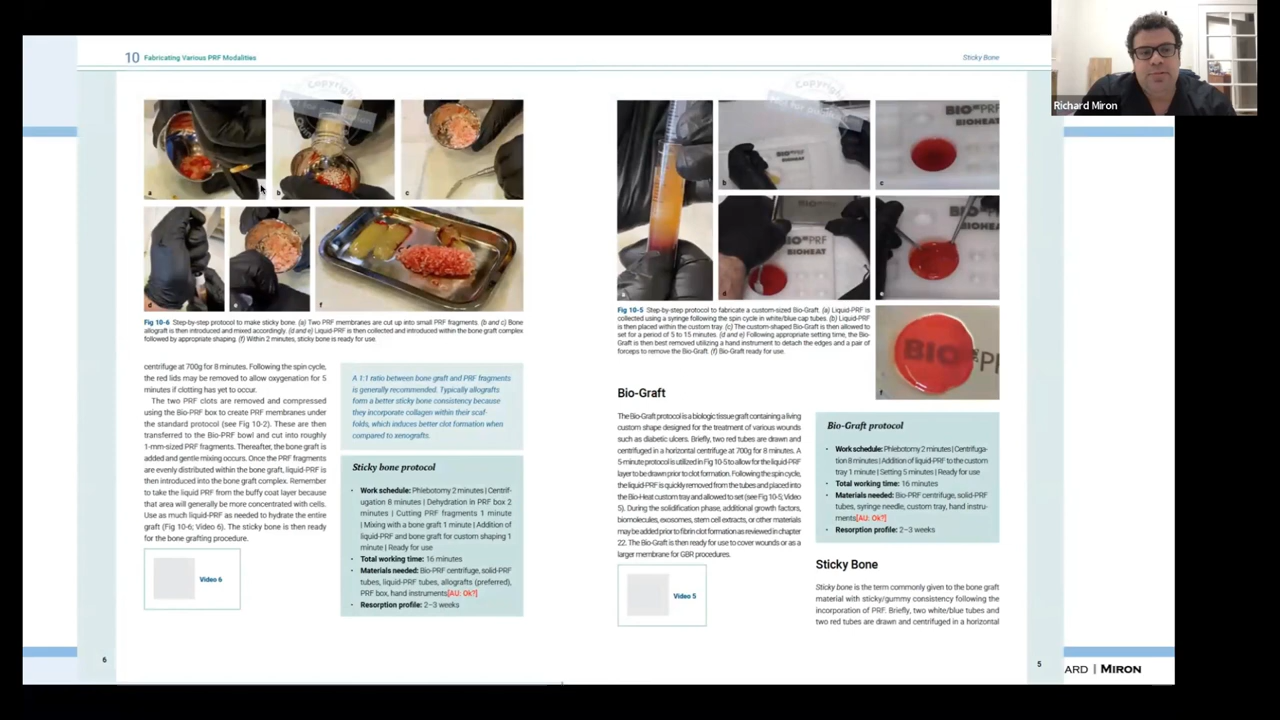 10 Fabricating Various PRF Modalities
a
b
c
d
e
f
Fig 10-6 Step-by-step protocol to make sticky bone. (a) Two PRF membranes are cut up into small PRF fragments. (b and c) Bone
allograft is then introduced and mixed accordingly. (d and e) Liquid-PRF is then collected and introduced within the bone graft complex
followed by appropriate shaping. (f) Within 2 minutes, sticky bone is ready for use.
centrifuge at 700g for 8 minutes. Following the spin cycle,
the red lids may be removed to allow oxygenation for 5
minutes if clotting has yet to occur.
The two PRF clots are removed and compressed
using the Bio-PRF box to create PRF membranes under
the standard protocol (see Fig 10-2). These are then
transferred to the Bio-PRF bowl and cut into roughly
1-mm-sized PRF fragments. Thereafter, the bone graft is
added and gentle mixing occurs. Once the PRF fragments
are evenly distributed within the bone graft, liquid-PRF is
then introduced into the bone graft complex. Remember
to take the liquid PRF from the buffy coat layer because
that area will generally be more concentrated with cells.
Use as much liquid-PRF as needed to hydrate the entire
graft (Fig 10-6; Video 6). The sticky bone is then ready
for the bone grafting procedure.
Video 6
A 1:1 ratio between bone graft and PRF fragments
is generally recommended. Typically allografts
form a better sticky bone consistency because
they incorporate collagen within their scaf-
folds, which induces better clot formation when
compared to xenografts.
Sticky bone protocol
• Work schedule: Phlebotomy 2 minutes | Centrif-
ugation 8 minutes | Dehydration in PRF box 2
minutes | Cutting PRF fragments 1 minute
| Mixing with a bone graft 1 minute | Addition of
liquid-PRF and bone graft for custom shaping 1
minute | Ready for use
• Total working time: 16 minutes
• Materials needed: Bio-PRF centrifuge, solid-PRF
tubes, liquid-PRF tubes, allografts (preferred),
PRF box, hand instruments[AU: Ok?]
• Resorption profile: 2–3 weeks
6
Sticky Bone
Copyright
b
c
d
e
f
BIO PRF
BIOHEAT
Fig 10-5 Step-by-step protocol to fabricate a custom-sized Bio-Graft. (a) Liquid-PRF is
collected using a syringe following the spin cycle in white/blue cap tubes. (b) Liquid-PRF
is then placed within the custom tray. (c) The custom-shaped Bio-Graft is then allowed to
set for a period of 5 to 15 minutes. (d and e) Following appropriate setting time, the Bio-
Graft is then best removed utilizing a hand instrument to detach the edges and a pair of
forceps to remove the Bio-Graft. (f) Bio-Graft ready for use.
Bio-Graft
The Bio-Graft protocol is a biologic tissue graft containing a living
custom shape designed for the treatment of various wounds
such as diabetic ulcers. Briefly, two red tubes are drawn and
centrifuged in a horizontal centrifuge at 700g for 8 minutes. A
5-minute protocol is utilized in Fig 10-5 to allow for the liquid-PRF
layer to be drawn prior to clot formation. Following the spin cycle,
the liquid-PRF is quickly removed from the tubes and placed into
the Bio-Heat custom tray and allowed to set (see Fig 10-5; Video
5). During the solidification phase, additional growth factors,
biomolecules, exosomes, stem cell extracts, or other materials
may be added prior to fibrin clot formation as reviewed in chapter
22. The Bio-Graft is then ready for use to cover wounds or as a
larger membrane for GBR procedures.
Video 5
Bio-Graft protocol
• Work schedule: Phlebotomy 2 minutes | Centrifuga-
tion 8 minutes | Addition of liquid-PRF to the custom
tray 1 minute | Setting 5 minutes | Ready for use
• Total working time: 16 minutes
• Materials needed: Bio-PRF centrifuge, solid-PRF
tubes, syringe needle, custom tray, hand instru-
ments[AU: Ok?]
• Resorption profile: 2–3 weeks
Sticky Bone
Sticky bone is the term commonly given to the bone graft
material with sticky/gummy consistency following the
incorporation of PRF. Briefly, two white/blue tubes and
two red tubes are drawn and centrifuged in a horizontal
5
Richard Miron
ARD | MIRON